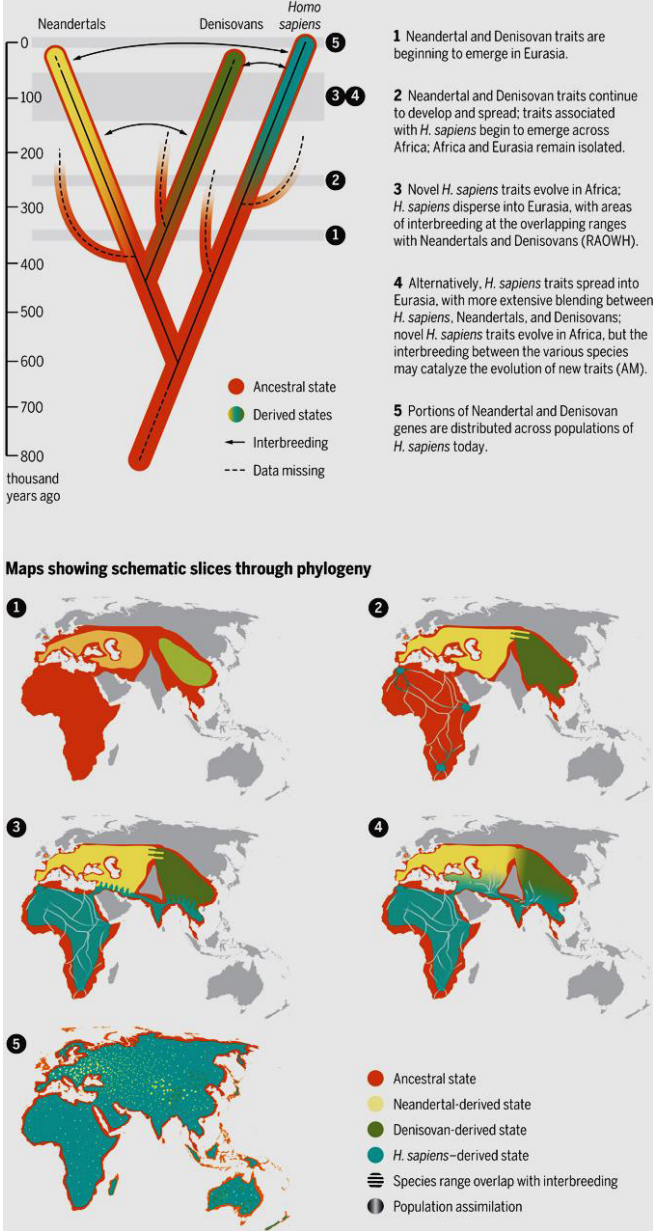 Neandertals
Denisovans
Homo
sapiens
0
100
200
300
400
500
600
700
800
thousand
years ago
5
3 4
2
1
Ancestral state
Derived states
Interbreeding
Data missing
1 Neandertal and Denisovan traits are
beginning to emerge in Eurasia.
2 Neandertal and Denisovan traits continue
to develop and spread; traits associated
with H. sapiens begin to emerge across
Africa; Africa and Eurasia remain isolated.
3 Novel H. sapiens traits evolve in Africa;
H. sapiens disperse into Eurasia, with areas
of interbreeding at the overlapping ranges
with Neandertals and Denisovans (RAOWH).
4 Alternatively, H. sapiens traits spread into
Eurasia, with more extensive blending between
H. sapiens, Neandertals, and Denisovans;
novel H. sapiens traits evolve in Africa, but the
interbreeding between the various species
may catalyze the evolution of new traits (AM).
5 Portions of Neandertal and Denisovan
genes are distributed across populations of
H. sapiens today.
Maps showing schematic slices through phylogeny
1
2
3
4
5
Ancestral state
Neandertal-derived state
Denisovan-derived state
H. sapiens–derived state
Species range overlap with interbreeding
Population assimilation